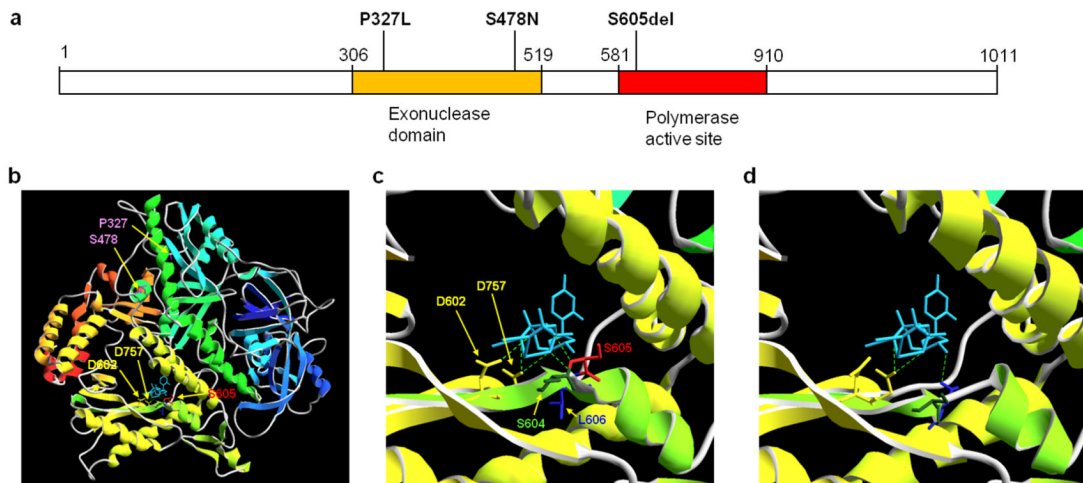 a
P327L S478N S605del
1 306 519 581 910 1011
Exonuclease
domain
Polymerase
active site
b
P327
S478
D757
D602
S605
c
D757
D602
S605
S604
L606
d